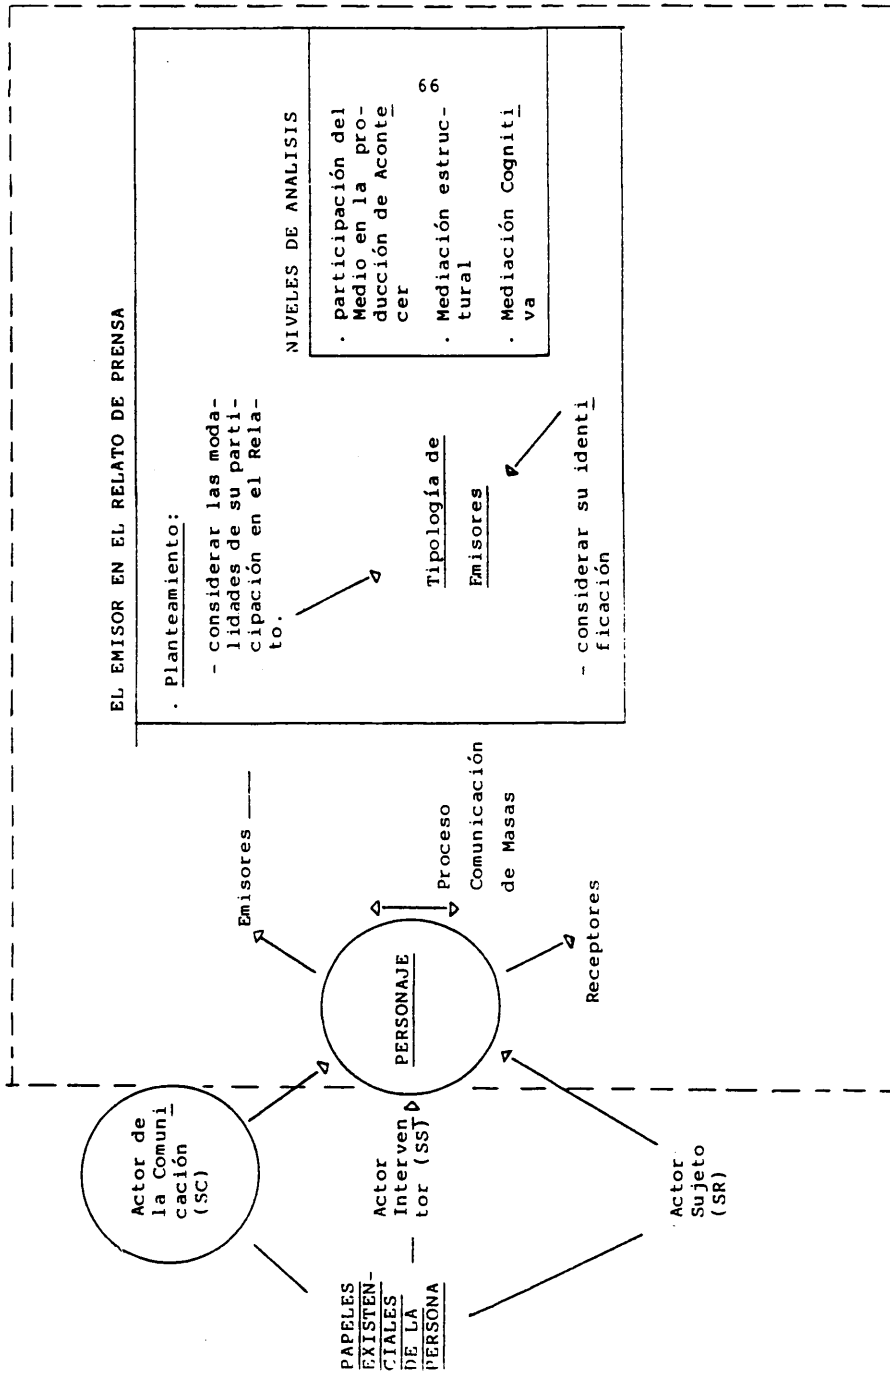 EL EMISOR EN EL RELATO DE PRENSA
. Planteamiento:
- considerar las moda-
lidades de su parti-
cipación en el Rela-
to.
Tipología de
Emisores
- considerar su identi
ficación
NIVELES DE ANALISIS
. participación del
Medio en la pro-
ducción de Aconte
cer
. Mediación estruc-
tural
. Mediación Cogniti
va
66
PAPELES
EXISTEN-
CIALES
DE LA
PERSONA
Actor de
la Comuni
cación
(SC)
Actor
Interven
tor (SS)
Actor
Sujeto
(SR)
PERSONAJE
Emisores
Proceso
Comunicación
de Masas
Receptores